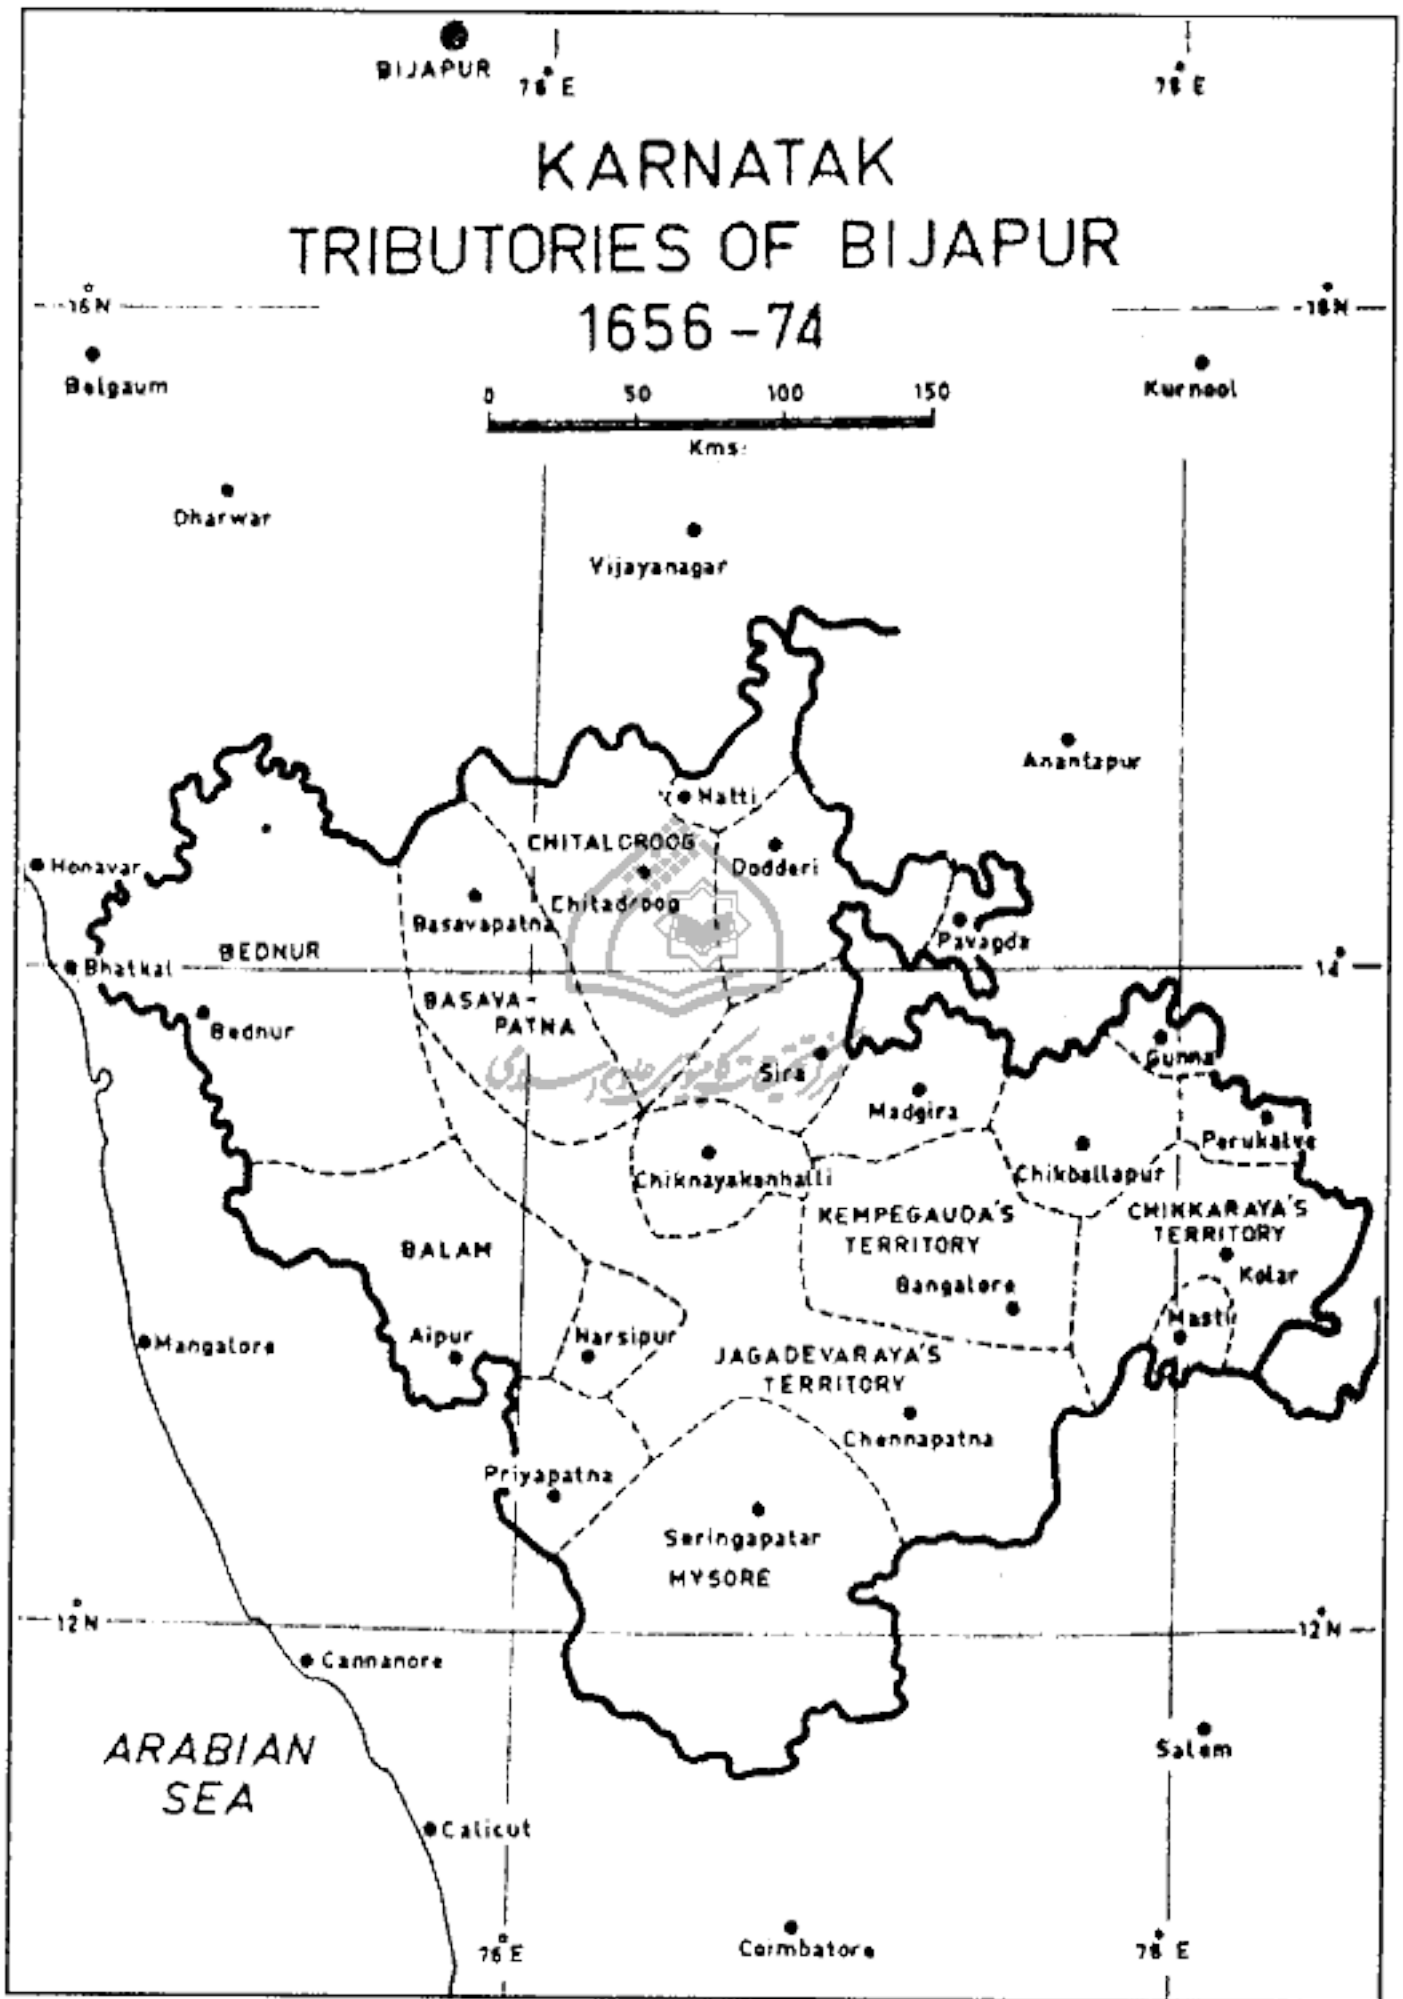 BIJAPUR
76°E
78°E
KARNATAK
TRIBUTORIES OF BIJAPUR
1656-74
16°N
16°N
0 50 100 150
Kms:
Belgaum
Kurnool
Dharwar
Vijayanagar
Anantapur
Hatti
CHITALDROOG
Dodderi
Honavar
Chitadroog
Basavapatna
Pavagda
BEDNUR
Bhatkal
14°
BASAVA-
PATNA
Bednur
Sira
Gunna
Madgira
Perukalve
Chikballapur
Chiknayakanhalli
KEMPEGAUDA'S
TERRITORY
CHIKKARAYA'S
TERRITORY
BALAM
Kolar
Bangalore
Masti
Mangalore
Aipur
Narsipur
JAGADEVARAYA'S
TERRITORY
Chennapatna
Priyapatna
Seringapatar
MYSORE
12°N
12°N
Cannanore
ARABIAN
SEA
Salem
Calicut
Coimbatore
76°E
78°E